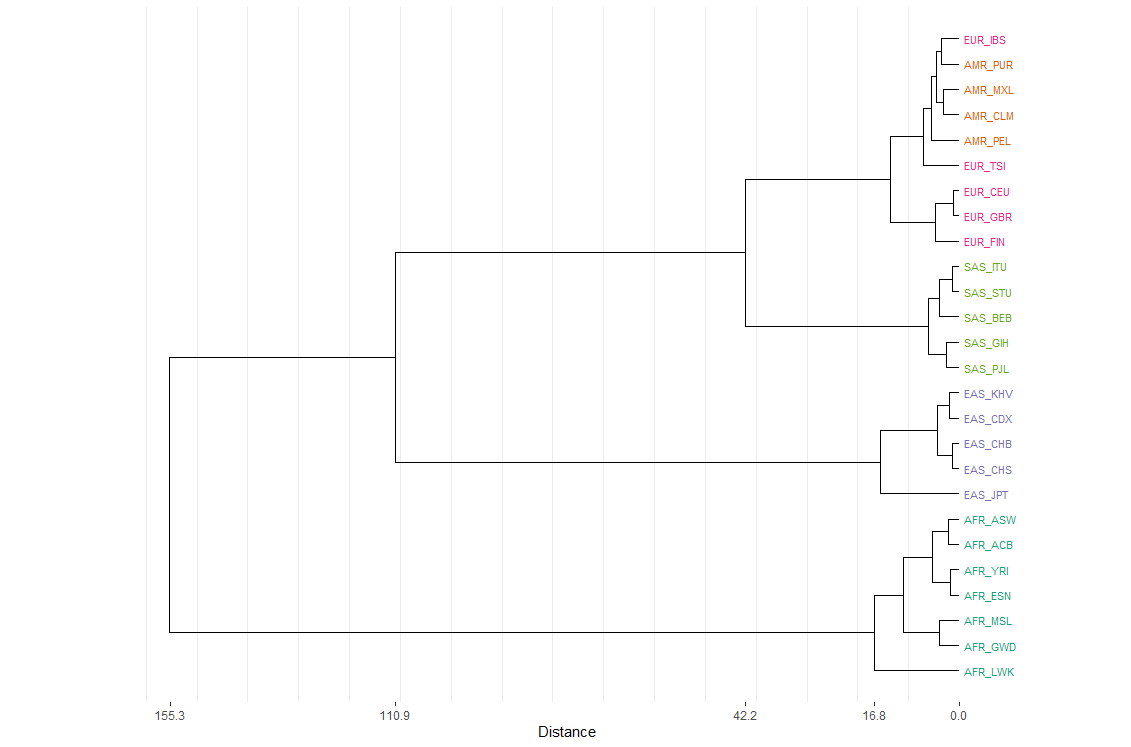 EUR_IBS
AMR_PUR
AMR_MXL
AMR_CLM
AMR_PEL
EUR_TSI
EUR_CEU
EUR_GBR
EUR_FIN
SAS_ITU
SAS_STU
SAS_BEB
SAS_GIH
SAS_PJL
EAS_KHV
EAS_CDX
EAS_CHB
EAS_CHS
EAS_JPT
AFR_ASW
AFR_ACB
AFR_YRI
AFR_ESN
AFR_MSL
AFR_GWD
AFR_LWK
155.3 110.9 42.2 16.8 0.0
Distance